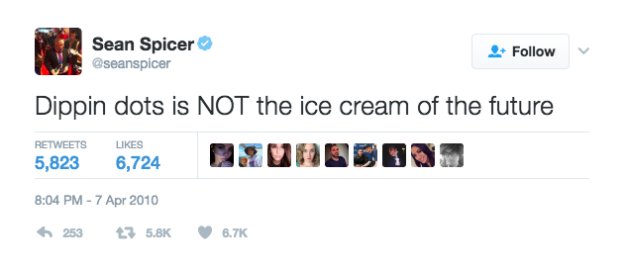 Sean Spicer
@seanspicer
Follow
Dippin dots is NOT the ice cream of the future
RETWEETS LIKES
5,823 6,724
8:04 PM - 7 Apr 2010
253 5.8K 6.7K